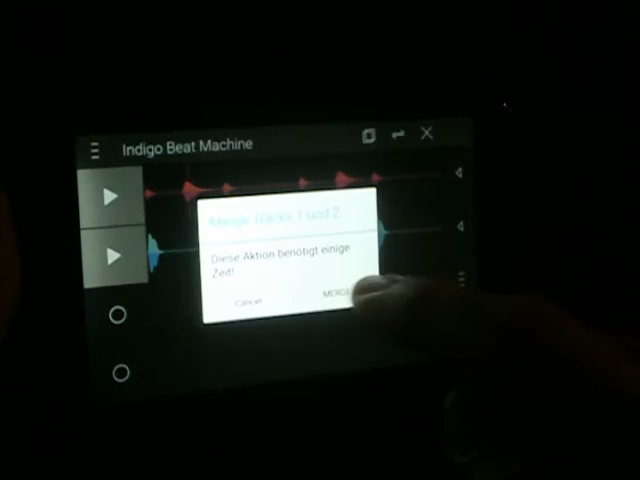 Indigo Beat Machine
Merge Tracks 1 und 2
Diese Aktion benötigt einige
Zeit!
Cancel MERGE